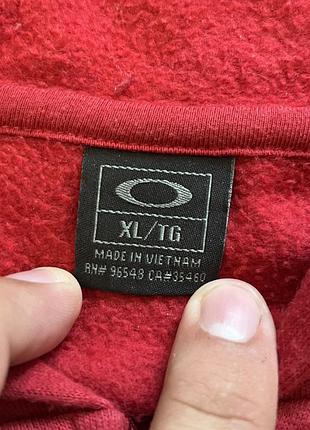 XL/TG
MADE IN VIETNAM
RN# 96548 CA#35460